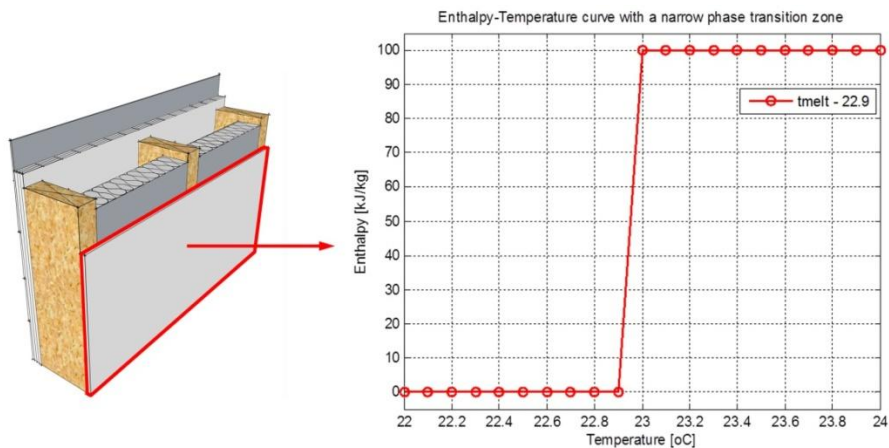 Enthalpy-Temperature curve with a narrow phase transition zone
100
90
80
70
60
50
40
30
20
10
0
Enthalpy [kJ/kg]
tmelt - 22.9
22 22.2 22.4 22.6 22.8 23 23.2 23.4 23.6 23.8 24
Temperature [oC]